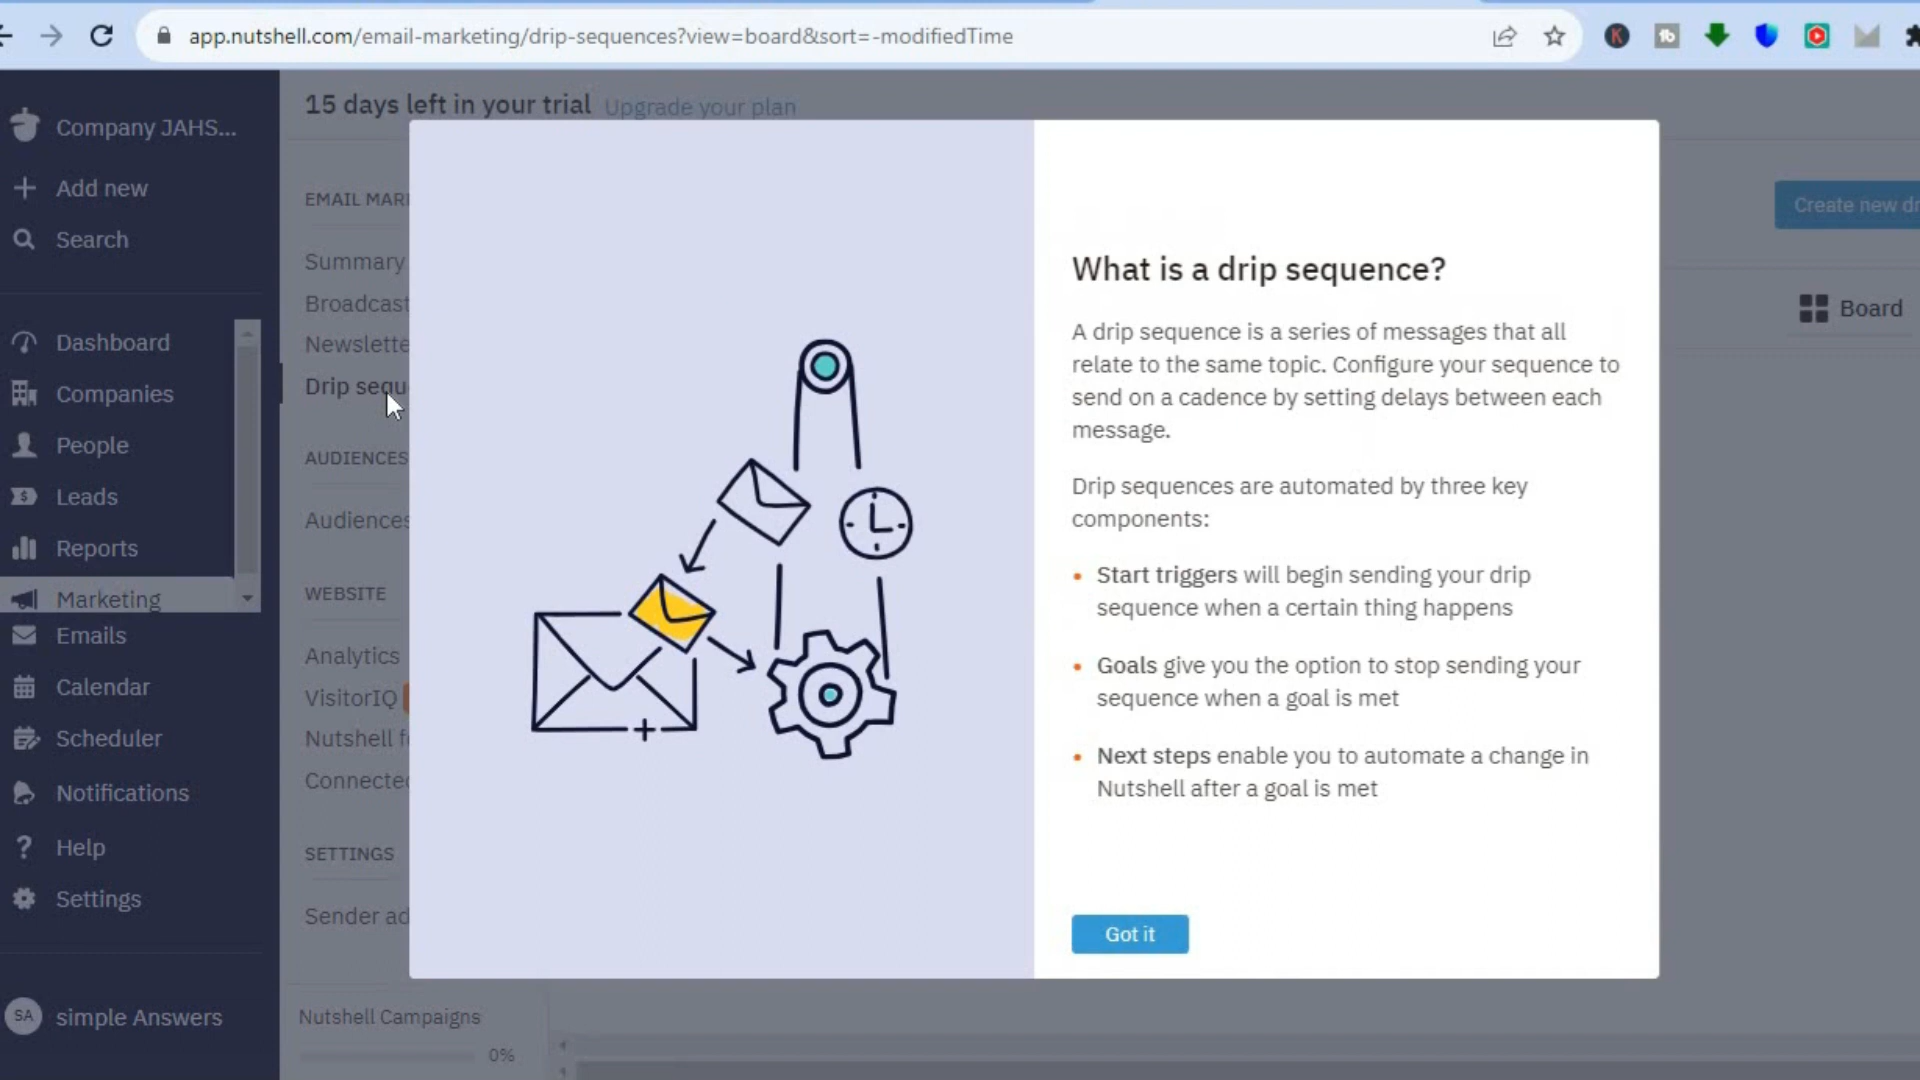 app.nutshell.com/email-marketing/drip-sequences?view=board&sort=-modifiedTime
K
tb
Company JAHS...
Add new
Search
Dashboard
Companies
People
Leads
Reports
Marketing
Emails
Calendar
Scheduler
Notifications
Help
Settings
SA
simple Answers
15 days left in your trial
Upgrade your plan
EMAIL MAR
Summary
Broadcast
Newslette
Drip sequ
AUDIENCES
Audiences
WEBSITE
Analytics
VisitorIQ
Nutshell f
Connected
SETTINGS
Sender ad
Nutshell Campaigns
0%
What is a drip sequence?
A drip sequence is a series of messages that all
relate to the same topic. Configure your sequence to
send on a cadence by setting delays between each
message.
Drip sequences are automated by three key
components:
• Start triggers will begin sending your drip
sequence when a certain thing happens
• Goals give you the option to stop sending your
sequence when a goal is met
• Next steps enable you to automate a change in
Nutshell after a goal is met
Got it
Create new dr
Board